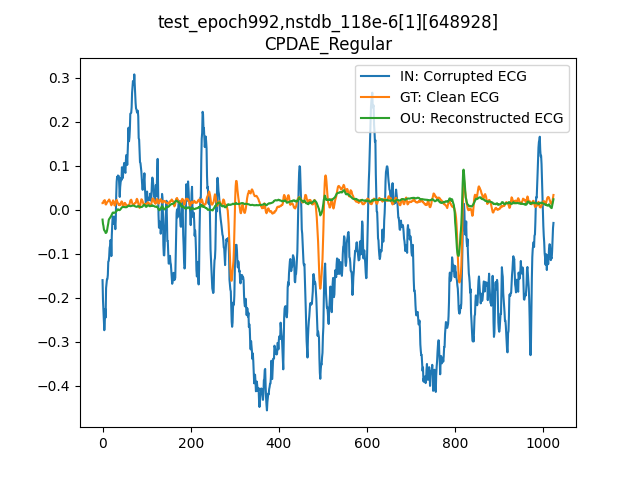 test_epoch992,nstdb_118e-6[1][648928]
CPDAE_Regular
IN: Corrupted ECG
GT: Clean ECG
OU: Reconstructed ECG
0.3
0.2
0.1
0.0
−0.1
−0.2
−0.3
−0.4
0 200 400 600 800 1000